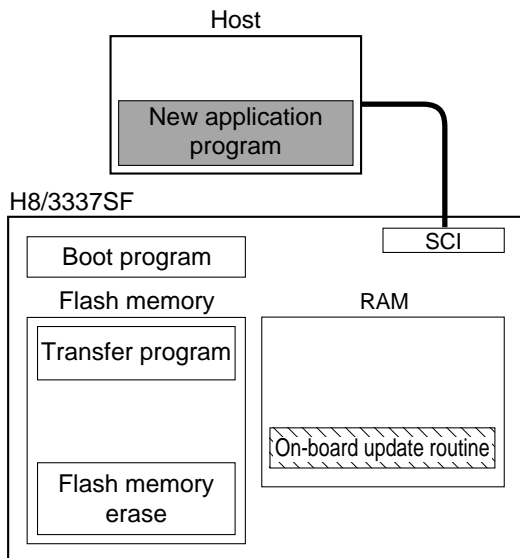 Host
New application
program
H8/3337SF
SCI
Boot program
Flash memory
RAM
Transfer program
On-board update routine
Flash memory
erase